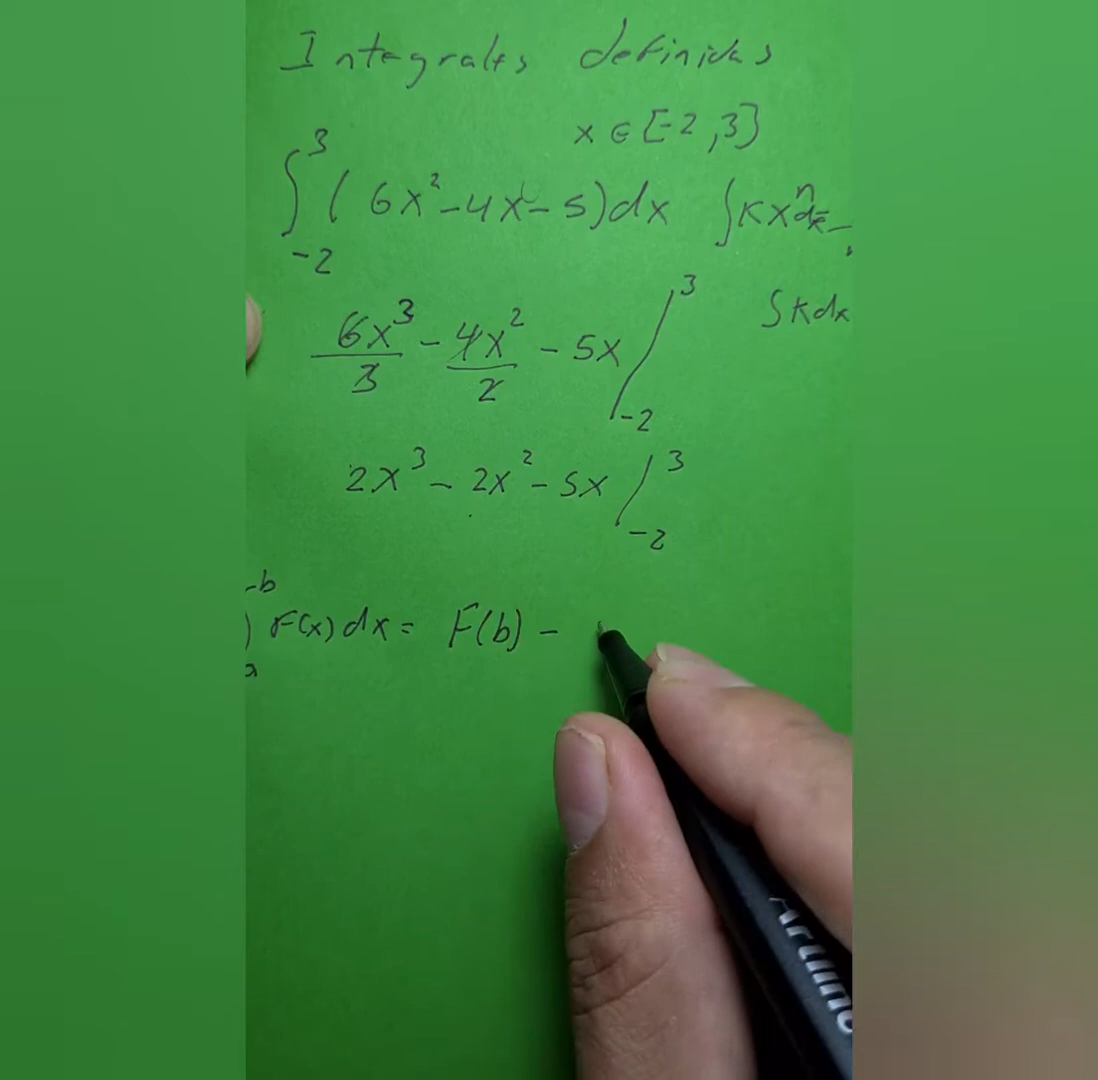 Integrales definidas
x ∈ [-2,3]
∫₋₂³ (6x² - 4x - 5)dx ∫Kxⁿdx
∫Kdx
6x³/3 - 4x²/2 - 5x /₋₂³
2x³ - 2x² - 5x /₋₂³
b
∫ F(x)dx = F(b) -
a
Artline